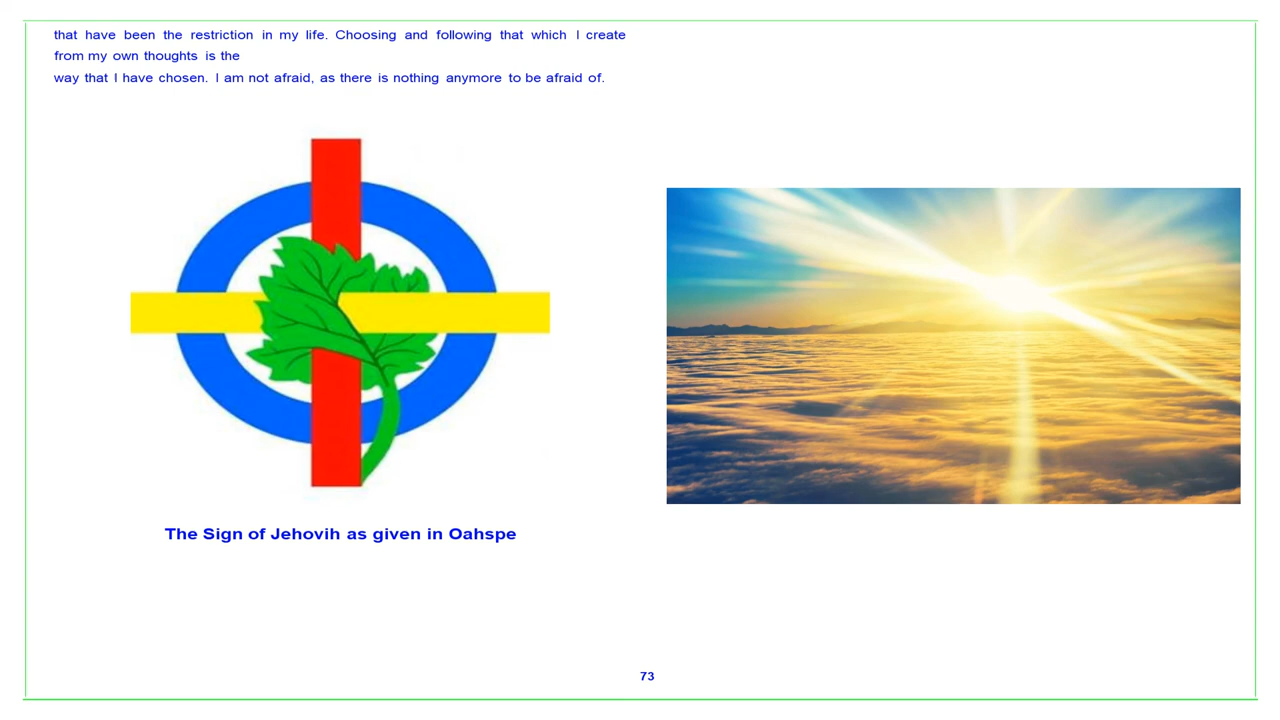 that have been the restriction in my life. Choosing and following that which I create
from my own thoughts is the
way that I have chosen. I am not afraid, as there is nothing anymore to be afraid of.
The Sign of Jehovih as given in Oahspe
73